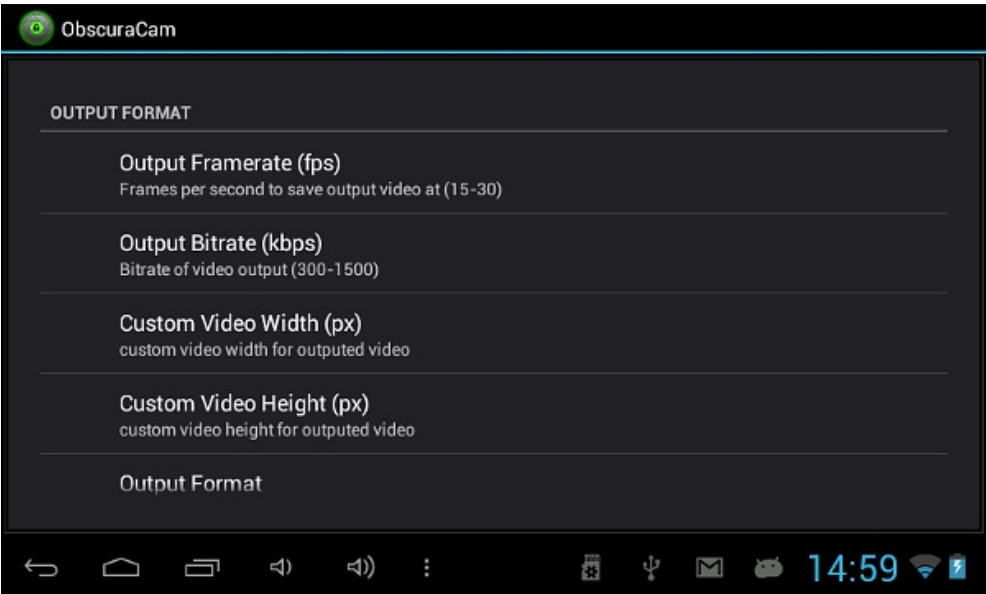 ObscuraCam
OUTPUT FORMAT
Output Framerate (fps)
Frames per second to save output video at (15-30)
Output Bitrate (kbps)
Bitrate of video output (300-1500)
Custom Video Width (px)
custom video width for outputed video
Custom Video Height (px)
custom video height for outputed video
Output Format
14:59